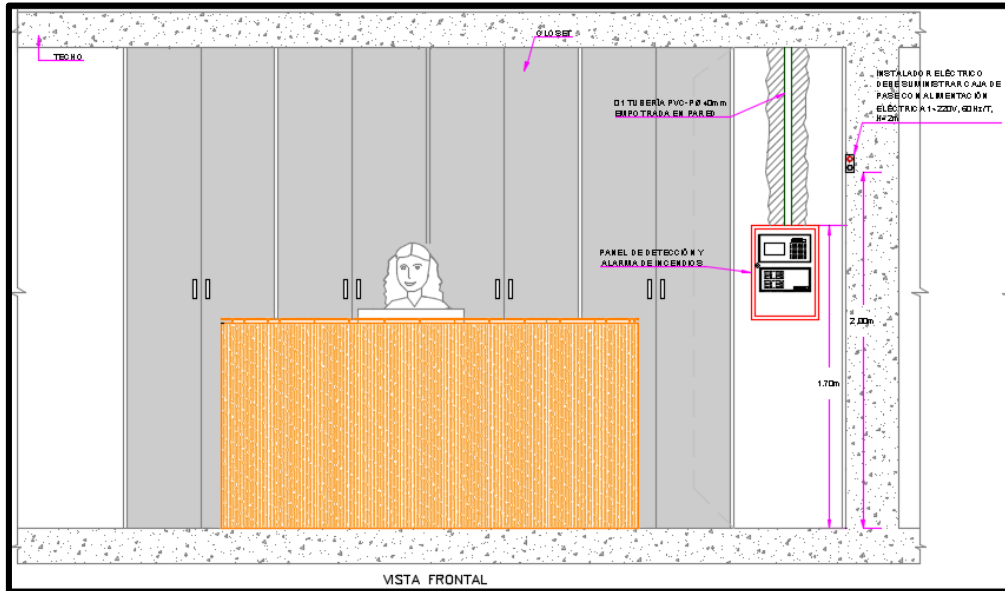 TECHO
CLOSET
01 TUBERÍA PVC-P Ø 40mm
EMPOTRADA EN PARED
INSTALADOR ELÉCTRICO
DEBE SUMINISTRAR CAJA DE
PASE CON ALIMENTACIÓN
ELÉCTRICA 1~220V, 60Hz/T,
H=2m
PANEL DE DETECCIÓN Y
ALARMA DE INCENDIOS
2.00m
1.70m
VISTA FRONTAL